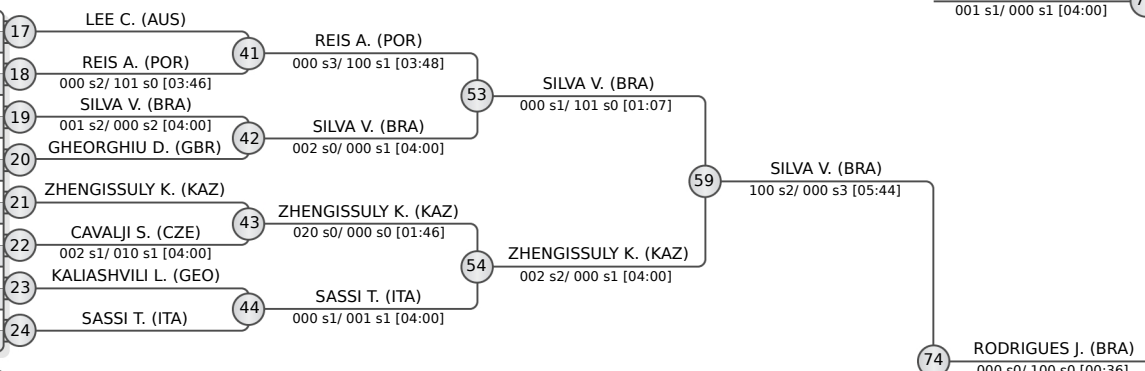 001 s1/ 000 s1 [04:00]
17
LEE C. (AUS)
18
REIS A. (POR)
000 s2/ 101 s0 [03:46]
19
SILVA V. (BRA)
001 s2/ 000 s2 [04:00]
20
GHEORGHIU D. (GBR)
21
ZHENGISSULY K. (KAZ)
22
CAVALJI S. (CZE)
002 s1/ 010 s1 [04:00]
23
KALIASHVILI L. (GEO)
24
SASSI T. (ITA)
41
REIS A. (POR)
000 s3/ 100 s1 [03:48]
42
SILVA V. (BRA)
002 s0/ 000 s1 [04:00]
43
ZHENGISSULY K. (KAZ)
020 s0/ 000 s0 [01:46]
44
SASSI T. (ITA)
000 s1/ 001 s1 [04:00]
53
SILVA V. (BRA)
000 s1/ 101 s0 [01:07]
54
ZHENGISSULY K. (KAZ)
002 s2/ 000 s1 [04:00]
59
SILVA V. (BRA)
100 s2/ 000 s3 [05:44]
74
RODRIGUES J. (BRA)
000 s0/ 100 s0 [00:36]